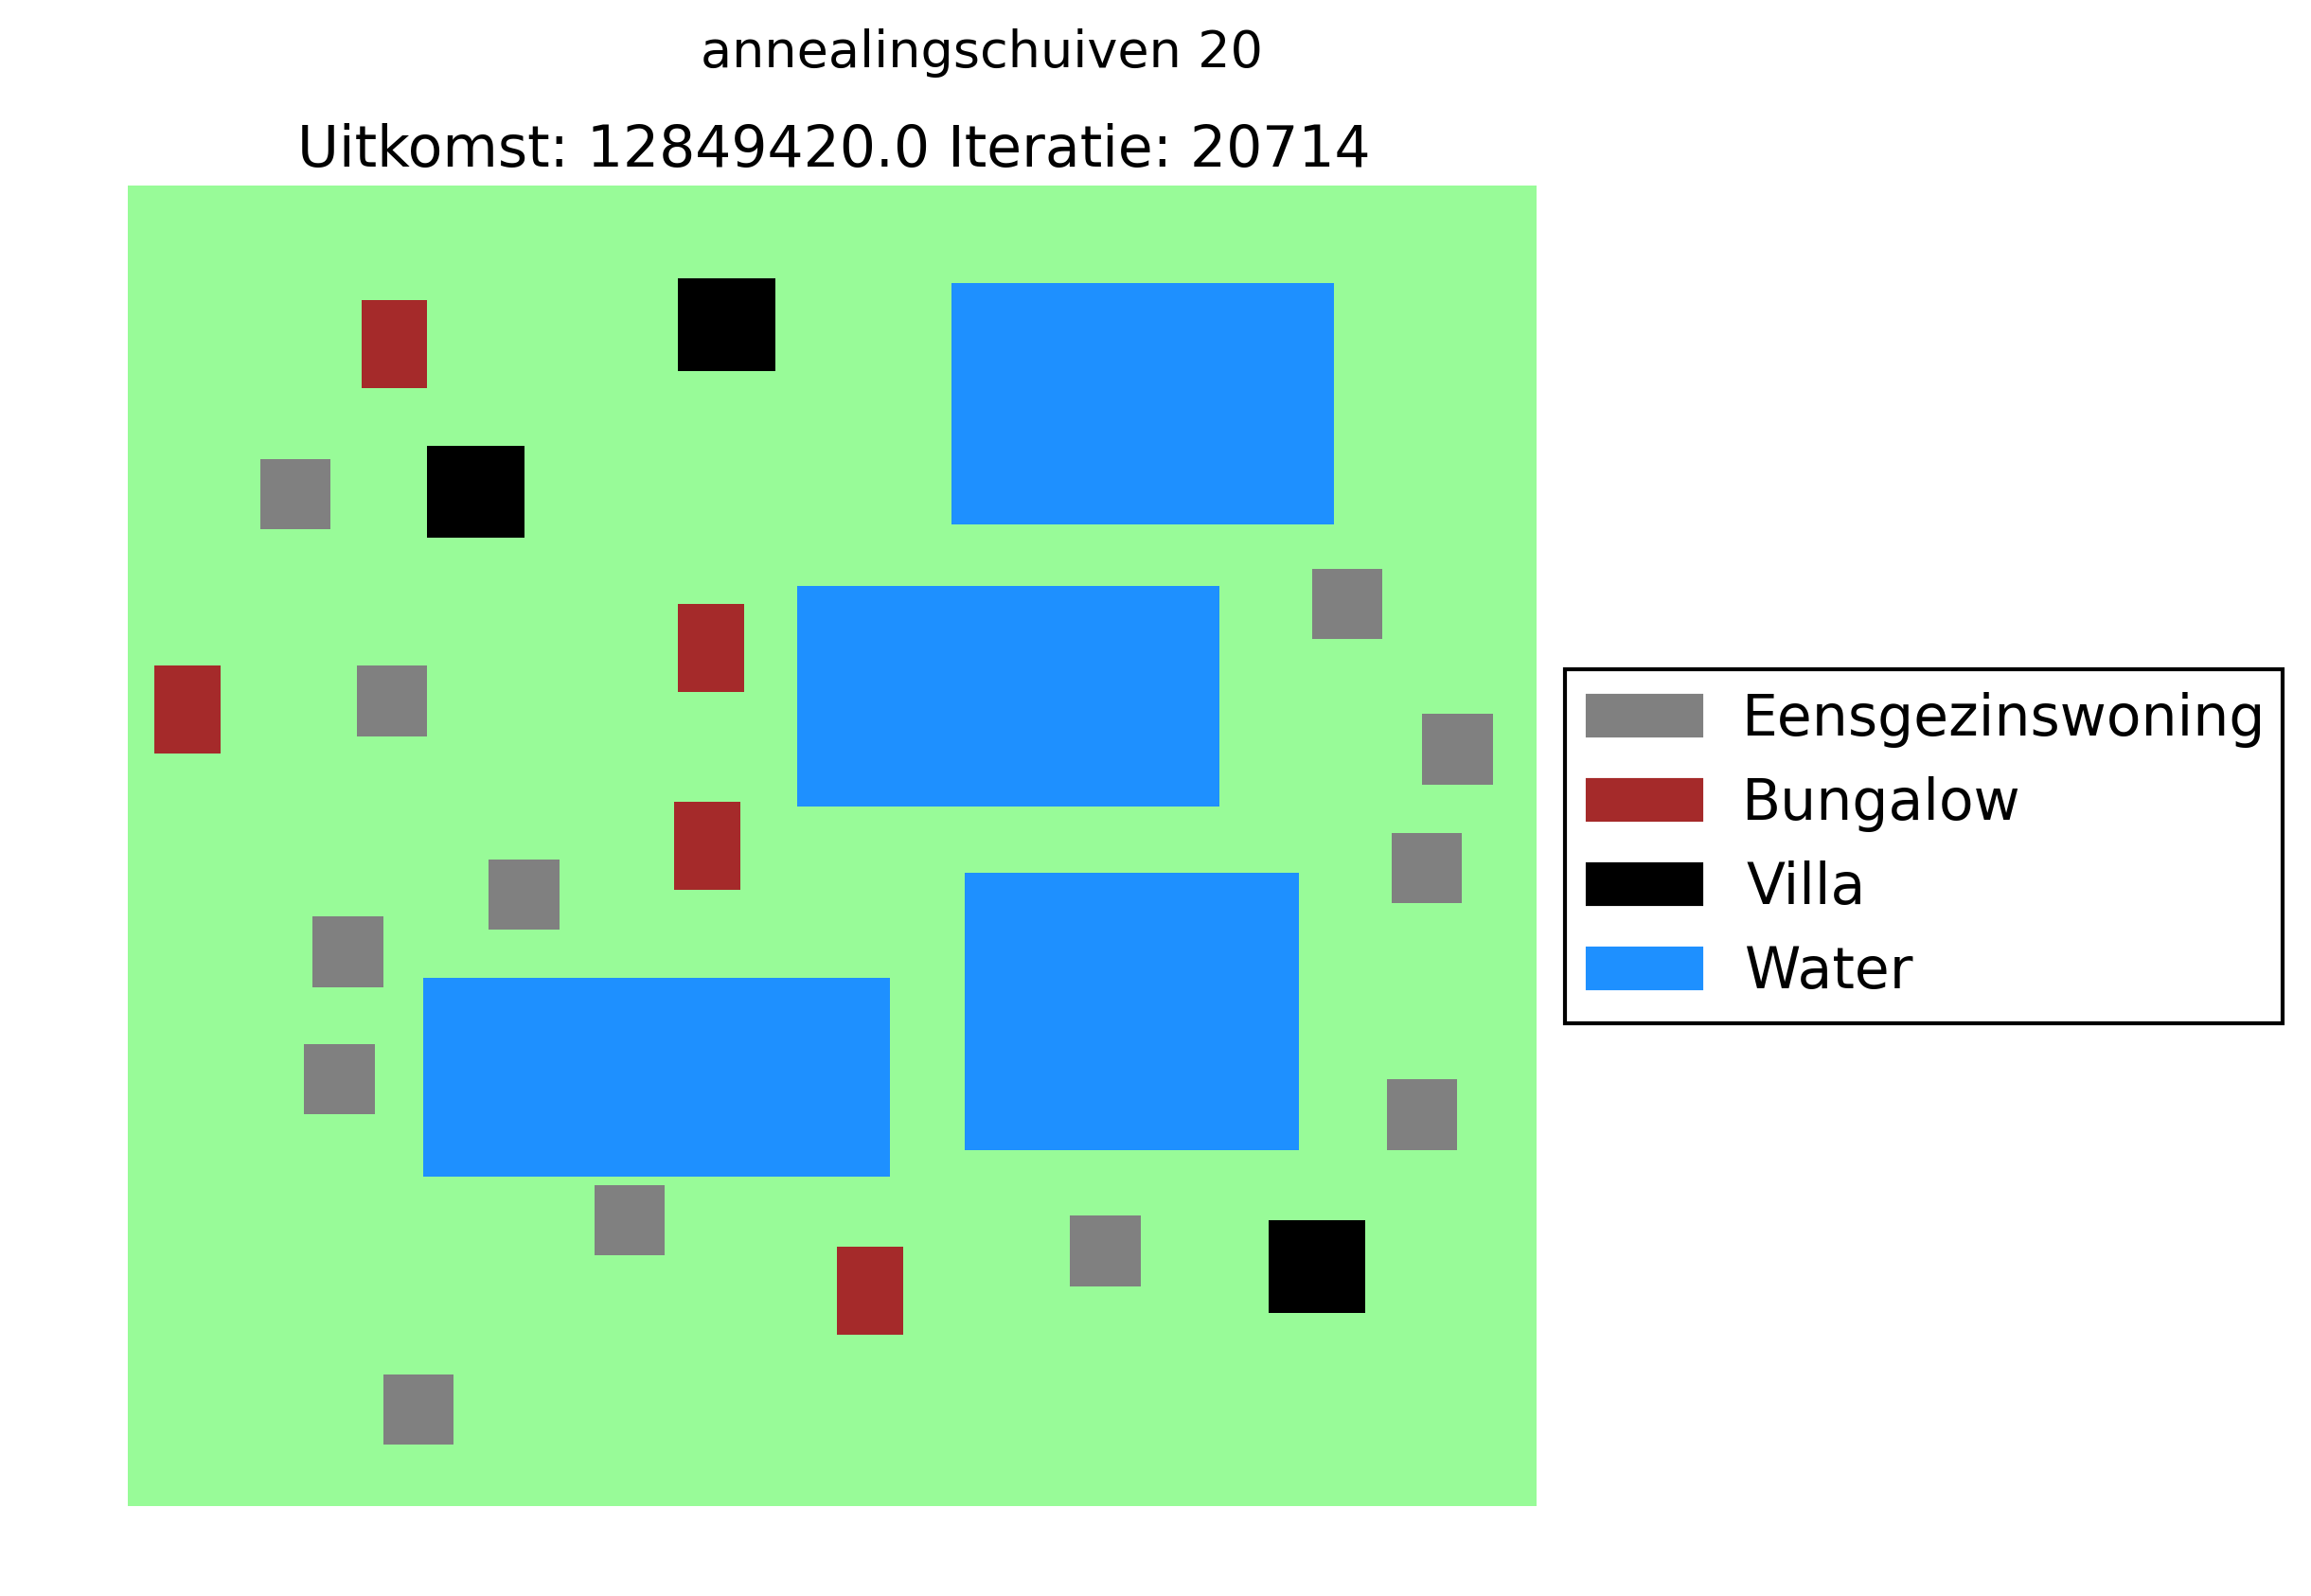 annealingschuiven 20
Uitkomst: 12849420.0 Iteratie: 20714
Eensgezinswoning
Bungalow
Villa
Water